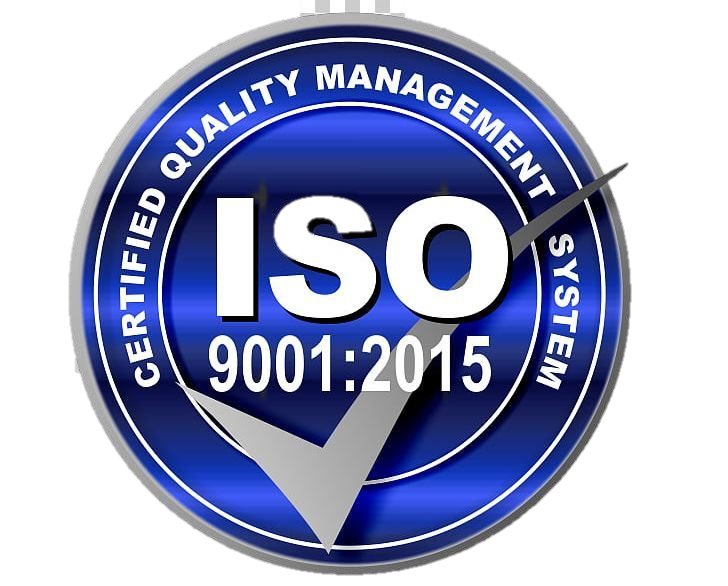 CERTIFIED QUALITY MANAGEMENT SYSTEM
ISO
9001:2015